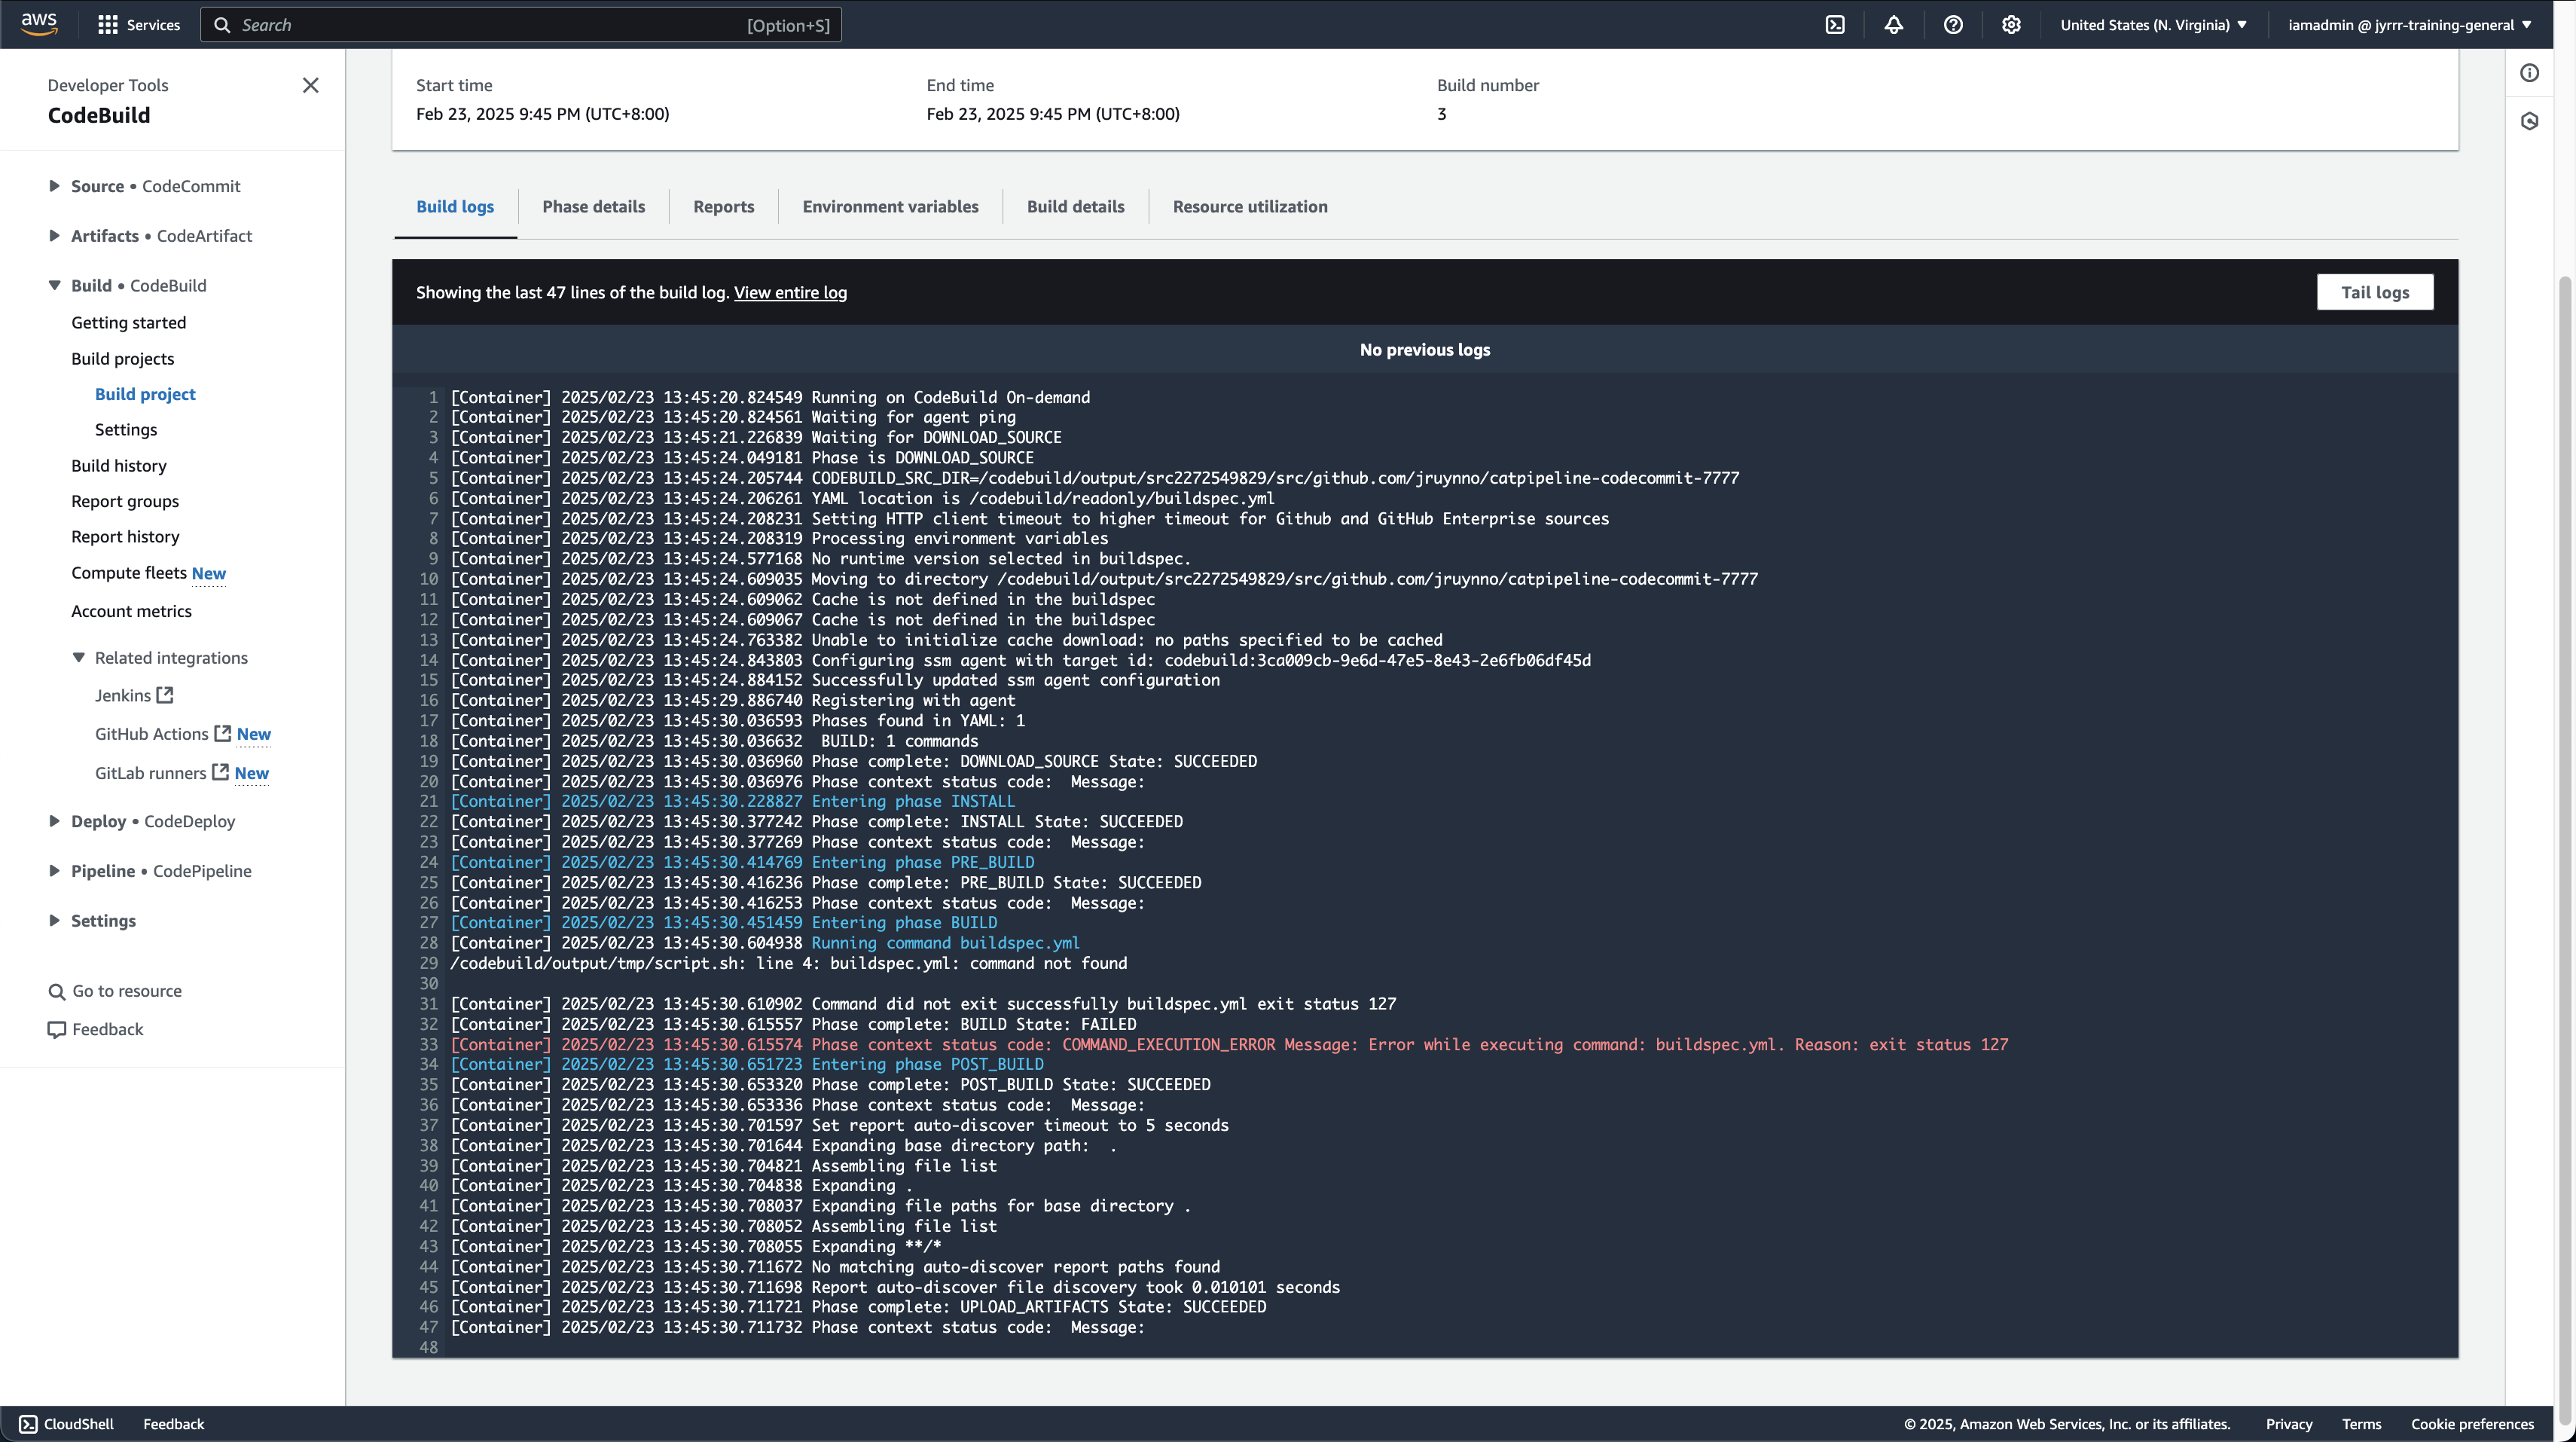 aws
Services
Search
[Option+S]
United States (N. Virginia)
iamadmin @ jyrrr-training-general
Developer Tools
CodeBuild
Source • CodeCommit
Artifacts • CodeArtifact
Build • CodeBuild
Getting started
Build projects
Build project
Settings
Build history
Report groups
Report history
Compute fleets New
Account metrics
Related integrations
Jenkins
GitHub Actions New
GitLab runners New
Deploy • CodeDeploy
Pipeline • CodePipeline
Settings
Go to resource
Feedback
Start time
Feb 23, 2025 9:45 PM (UTC+8:00)
End time
Feb 23, 2025 9:45 PM (UTC+8:00)
Build number
3
Build logs
Phase details
Reports
Environment variables
Build details
Resource utilization
Showing the last 47 lines of the build log. View entire log
Tail logs
No previous logs
1 [Container] 2025/02/23 13:45:20.824549 Running on CodeBuild On-demand
2 [Container] 2025/02/23 13:45:20.824561 Waiting for agent ping
3 [Container] 2025/02/23 13:45:21.226839 Waiting for DOWNLOAD_SOURCE
4 [Container] 2025/02/23 13:45:24.049181 Phase is DOWNLOAD_SOURCE
5 [Container] 2025/02/23 13:45:24.205744 CODEBUILD_SRC_DIR=/codebuild/output/src2272549829/src/github.com/jruynno/catpipeline-codecommit-7777
6 [Container] 2025/02/23 13:45:24.206261 YAML location is /codebuild/readonly/buildspec.yml
7 [Container] 2025/02/23 13:45:24.208231 Setting HTTP client timeout to higher timeout for Github and GitHub Enterprise sources
8 [Container] 2025/02/23 13:45:24.208319 Processing environment variables
9 [Container] 2025/02/23 13:45:24.577168 No runtime version selected in buildspec.
10 [Container] 2025/02/23 13:45:24.609035 Moving to directory /codebuild/output/src2272549829/src/github.com/jruynno/catpipeline-codecommit-7777
11 [Container] 2025/02/23 13:45:24.609062 Cache is not defined in the buildspec
12 [Container] 2025/02/23 13:45:24.609067 Cache is not defined in the buildspec
13 [Container] 2025/02/23 13:45:24.763382 Unable to initialize cache download: no paths specified to be cached
14 [Container] 2025/02/23 13:45:24.843803 Configuring ssm agent with target id: codebuild:3ca009cb-9e6d-47e5-8e43-2e6fb06df45d
15 [Container] 2025/02/23 13:45:24.884152 Successfully updated ssm agent configuration
16 [Container] 2025/02/23 13:45:29.886740 Registering with agent
17 [Container] 2025/02/23 13:45:30.036593 Phases found in YAML: 1
18 [Container] 2025/02/23 13:45:30.036632  BUILD: 1 commands
19 [Container] 2025/02/23 13:45:30.036960 Phase complete: DOWNLOAD_SOURCE State: SUCCEEDED
20 [Container] 2025/02/23 13:45:30.036976 Phase context status code:  Message:
21 [Container] 2025/02/23 13:45:30.228827 Entering phase INSTALL
22 [Container] 2025/02/23 13:45:30.377242 Phase complete: INSTALL State: SUCCEEDED
23 [Container] 2025/02/23 13:45:30.377269 Phase context status code:  Message:
24 [Container] 2025/02/23 13:45:30.414769 Entering phase PRE_BUILD
25 [Container] 2025/02/23 13:45:30.416236 Phase complete: PRE_BUILD State: SUCCEEDED
26 [Container] 2025/02/23 13:45:30.416253 Phase context status code:  Message:
27 [Container] 2025/02/23 13:45:30.451459 Entering phase BUILD
28 [Container] 2025/02/23 13:45:30.604938 Running command buildspec.yml
29 /codebuild/output/tmp/script.sh: line 4: buildspec.yml: command not found
30
31 [Container] 2025/02/23 13:45:30.610902 Command did not exit successfully buildspec.yml exit status 127
32 [Container] 2025/02/23 13:45:30.615557 Phase complete: BUILD State: FAILED
33 [Container] 2025/02/23 13:45:30.615574 Phase context status code: COMMAND_EXECUTION_ERROR Message: Error while executing command: buildspec.yml. Reason: exit status 127
34 [Container] 2025/02/23 13:45:30.651723 Entering phase POST_BUILD
35 [Container] 2025/02/23 13:45:30.653320 Phase complete: POST_BUILD State: SUCCEEDED
36 [Container] 2025/02/23 13:45:30.653336 Phase context status code:  Message:
37 [Container] 2025/02/23 13:45:30.701597 Set report auto-discover timeout to 5 seconds
38 [Container] 2025/02/23 13:45:30.701644 Expanding base directory path:  .
39 [Container] 2025/02/23 13:45:30.704821 Assembling file list
40 [Container] 2025/02/23 13:45:30.704838 Expanding .
41 [Container] 2025/02/23 13:45:30.708037 Expanding file paths for base directory .
42 [Container] 2025/02/23 13:45:30.708052 Assembling file list
43 [Container] 2025/02/23 13:45:30.708055 Expanding **/*
44 [Container] 2025/02/23 13:45:30.711672 No matching auto-discover report paths found
45 [Container] 2025/02/23 13:45:30.711698 Report auto-discover file discovery took 0.010101 seconds
46 [Container] 2025/02/23 13:45:30.711721 Phase complete: UPLOAD_ARTIFACTS State: SUCCEEDED
47 [Container] 2025/02/23 13:45:30.711732 Phase context status code:  Message:
48
CloudShell
Feedback
© 2025, Amazon Web Services, Inc. or its affiliates.
Privacy
Terms
Cookie preferences